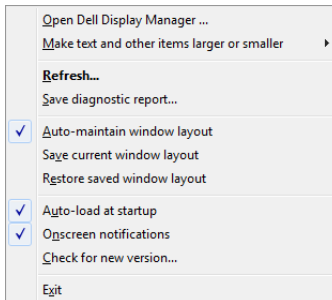 Open Dell Display Manager ...
Make text and other items larger or smaller
Refresh...
Save diagnostic report...
Auto-maintain window layout
Save current window layout
Restore saved window layout
Auto-load at startup
Onscreen notifications
Check for new version...
Exit